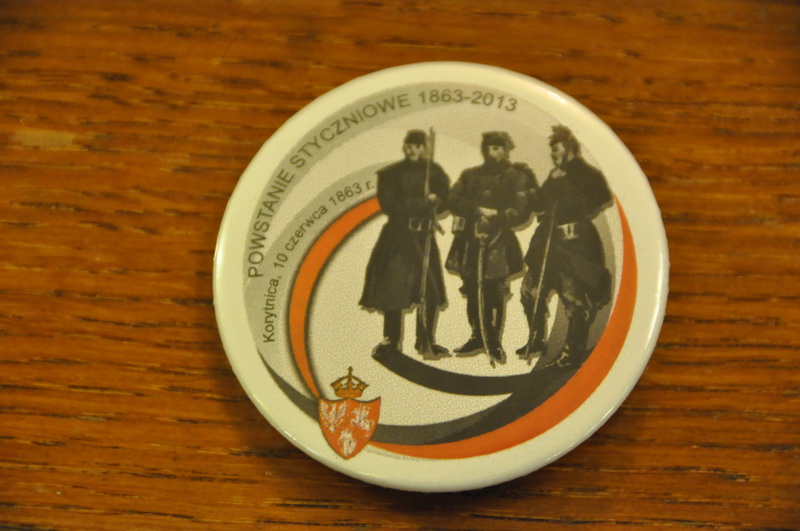 POWSTANIE STYCZNIOWE 1863-2013
Korytnica, 10 czerwca 1863 r.